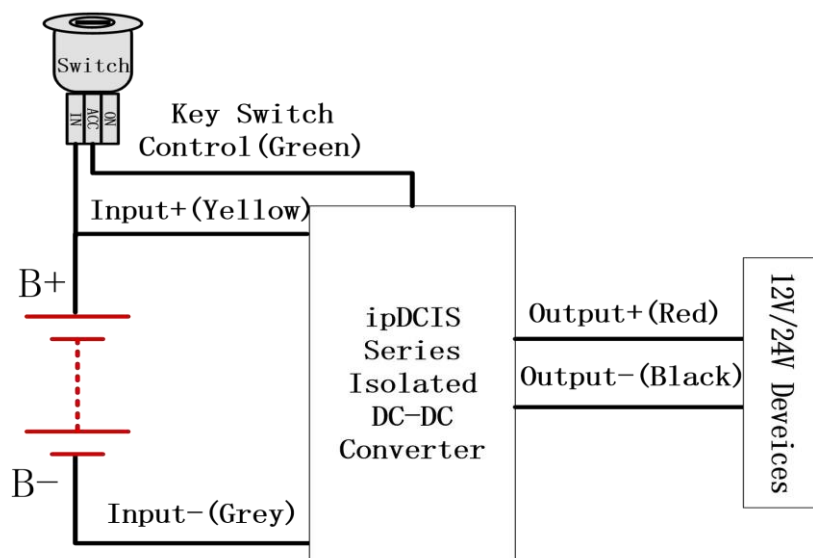 Switch
IN
ACC
ON
Key Switch
Control(Green)
Input+(Yellow)
B+
ipDCIS
Series
Isolated
DC-DC
Converter
Output+(Red)
Output-(Black)
12V/24V Deveices
B-
Input-(Grey)